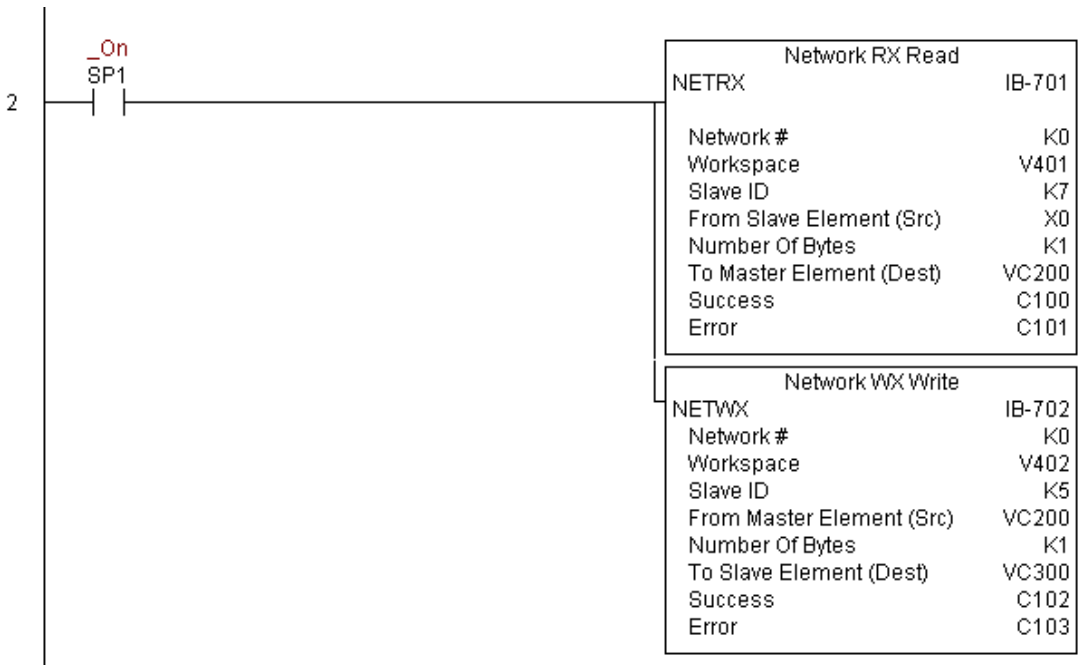 _On
SP1
2
Network RX Read
NETRX IB-701
Network # K0
Workspace V401
Slave ID K7
From Slave Element (Src) X0
Number Of Bytes K1
To Master Element (Dest) VC200
Success C100
Error C101
Network WX Write
NETWX IB-702
Network # K0
Workspace V402
Slave ID K5
From Master Element (Src) VC200
Number Of Bytes K1
To Slave Element (Dest) VC300
Success C102
Error C103